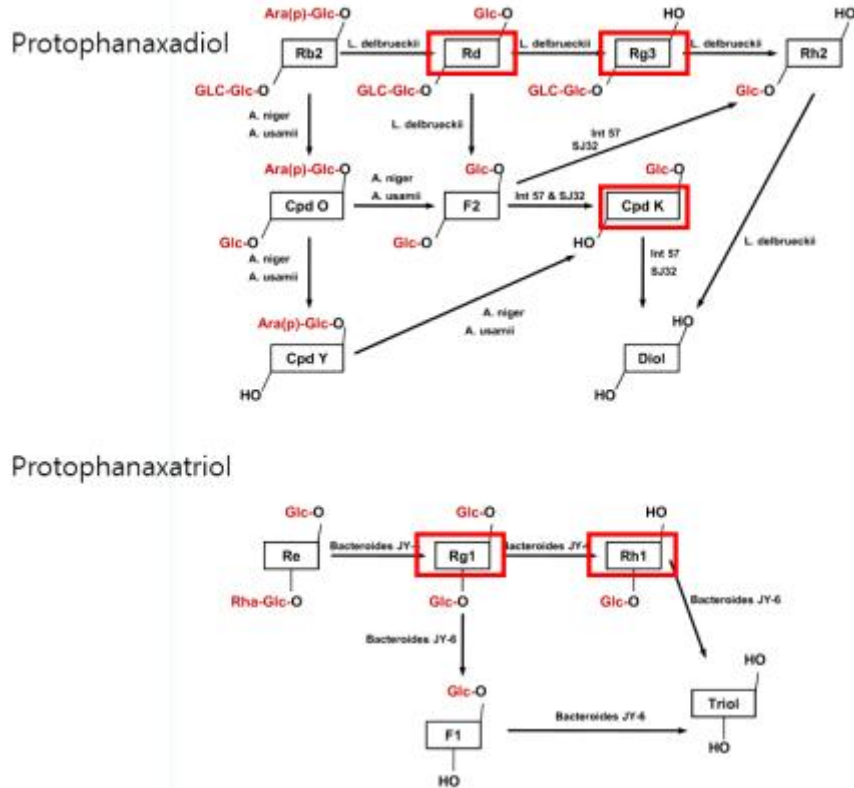 Protophanaxadiol
Ara(p)-Glc-O
Glc-O
HO
HO
Rb2
L. delbrueckii
Rd
L. delbrueckii
Rg3
L. delbrueckii
Rh2
GLC-Glc-O
GLC-Glc-O
GLC-Glc-O
Glc-O
A. niger
A. usamii
L. delbrueckii
Int 57
SJ32
Ara(p)-Glc-O
Glc-O
Glc-O
Cpd O
A. niger
A. usamii
F2
Int 57 & SJ32
Cpd K
L. delbrueckii
Glc-O
Glc-O
HO
A. niger
A. usamii
Int 57
SJ32
Ara(p)-Glc-O
A. niger
A. usamii
HO
Cpd Y
Diol
HO
HO
Protophanaxatriol
Glc-O
Glc-O
HO
Re
Bacteroides JY-
Rg1
Bacteroides JY-
Rh1
Rha-Glc-O
Glc-O
Glc-O
Bacteroides JY-6
Bacteroides JY-6
Glc-O
HO
F1
Bacteroides JY-6
Triol
HO
HO